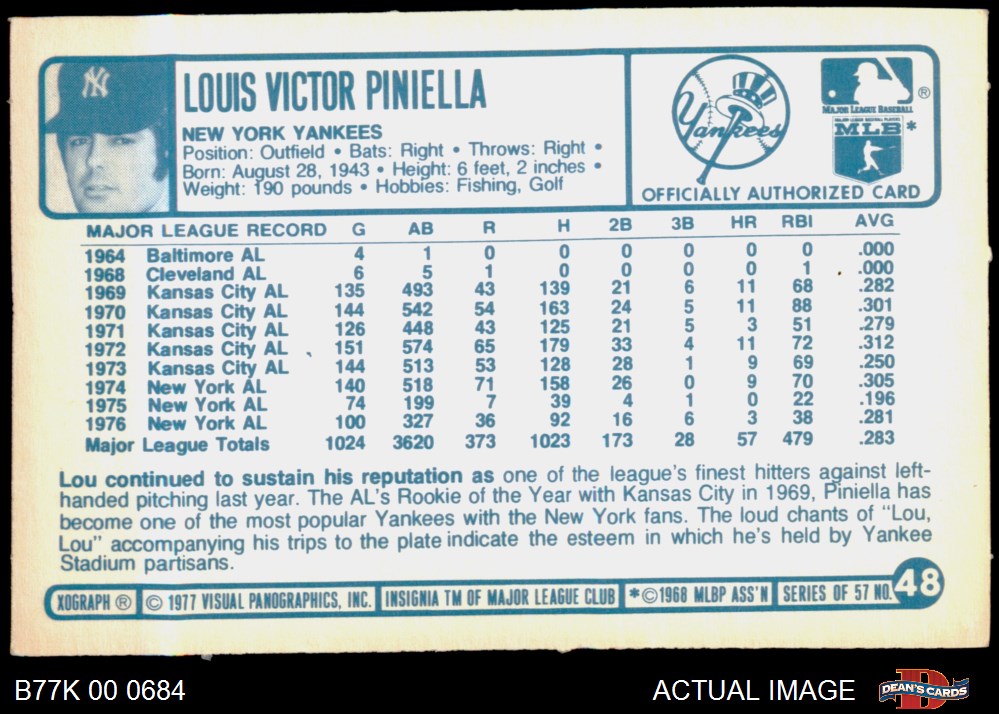 NY
LOUIS VICTOR PINIELLA
NEW YORK YANKEES
Position: Outfield • Bats: Right • Throws: Right •
Born: August 28, 1943 • Height: 6 feet, 2 inches •
Weight: 190 pounds • Hobbies: Fishing, Golf
Yankees
MAJOR LEAGUE BASEBALL ®
MLB *
OFFICIALLY AUTHORIZED CARD
MAJOR LEAGUE RECORD G AB R H 2B 3B HR RBI AVG
1964 Baltimore AL 4 1 0 0 0 0 0 0 .000
1968 Cleveland AL 6 5 1 0 0 0 0 1 .000
1969 Kansas City AL 135 493 43 139 21 6 11 68 .282
1970 Kansas City AL 144 542 54 163 24 5 11 88 .301
1971 Kansas City AL 126 448 43 125 21 5 3 51 .279
1972 Kansas City AL 151 574 65 179 33 4 11 72 .312
1973 Kansas City AL 144 513 53 128 28 1 9 69 .250
1974 New York AL 140 518 71 158 26 0 9 70 .305
1975 New York AL 74 199 7 39 4 1 0 22 .196
1976 New York AL 100 327 36 92 16 6 3 38 .281
Major League Totals 1024 3620 373 1023 173 28 57 479 .283
Lou continued to sustain his reputation as one of the league's finest hitters against left-
handed pitching last year. The AL's Rookie of the Year with Kansas City in 1969, Piniella has
become one of the most popular Yankees with the New York fans. The loud chants of "Lou,
Lou" accompanying his trips to the plate indicate the esteem in which he's held by Yankee
Stadium partisans.
XOGRAPH ® © 1977 VISUAL PANOGRAPHICS, INC. INSIGNIA TM OF MAJOR LEAGUE CLUB *©1968 MLBP ASS'N SERIES OF 57 NO. 48
B77K 00 0684 ACTUAL IMAGE DEAN'S CARDS